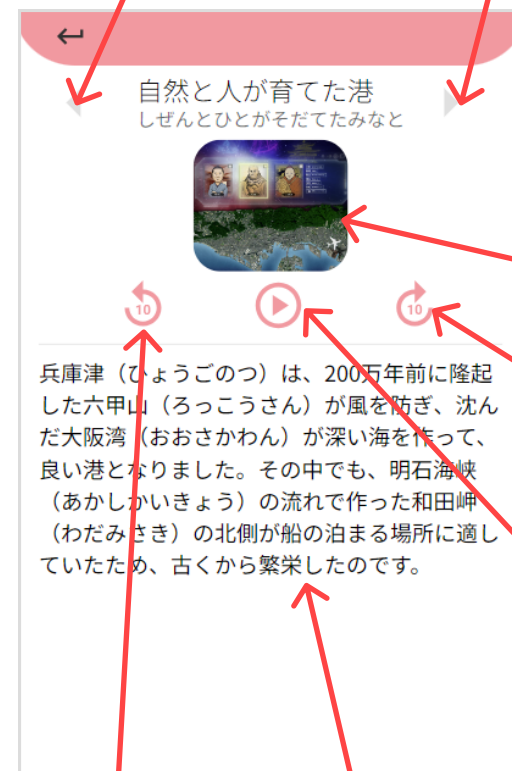 自然と人が育てた港
しぜんとひとがそだてたみなと
10
10
兵庫津（ひょうごのつ）は、200万年前に隆起
した六甲山（ろっこうさん）が風を防ぎ、沈ん
だ大阪湾（おおさかわん）が深い海を作って、
良い港となりました。その中でも、明石海峡
（あかしかいきょう）の流れで作った和田岬
（わだみさき）の北側が船の泊まる場所に適し
ていたため、古くから繁栄したのです。